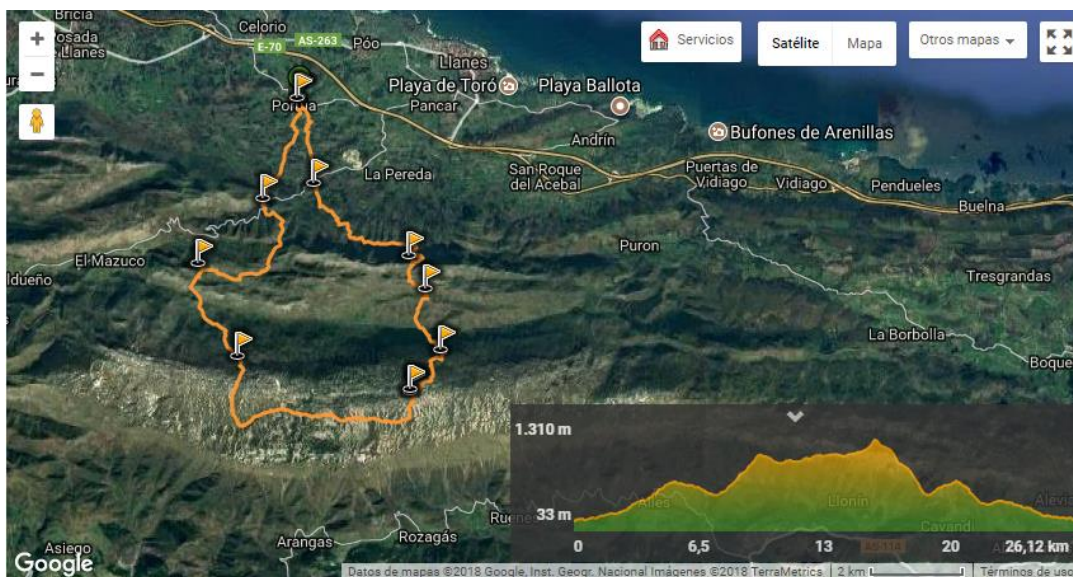 Bricia
Celorio
AS-263
E-70
Póo
Posada
de Llanes
Llanes
Playa de Toró
Playa Ballota
Servicios
Satélite
Mapa
Otros mapas
Pancar
Bufones de Arenillas
Andrín
La Pereda
San Roque
del Acebal
Puertas de
Vidiago
Vidiago
Pendueles
Buelna
El Mazuco
Puron
Tresgrandas
La Borbolla
1.310 m
33 m
0
6,5
13
20
26,12 km
Alles
Llonín
Cavandi
Arangas
Rozagás
Asiego
Google
Datos de mapas ©2018 Google, Inst. Geogr. Nacional Imágenes ©2018 TerraMetrics
2 km
Términos de uso